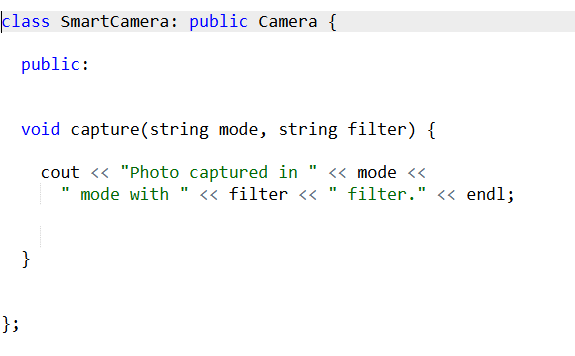 class SmartCamera: public Camera {
public:
void capture(string mode, string filter) {
cout << "Photo captured in " << mode <<
" mode with " << filter << " filter." << endl;
}
};